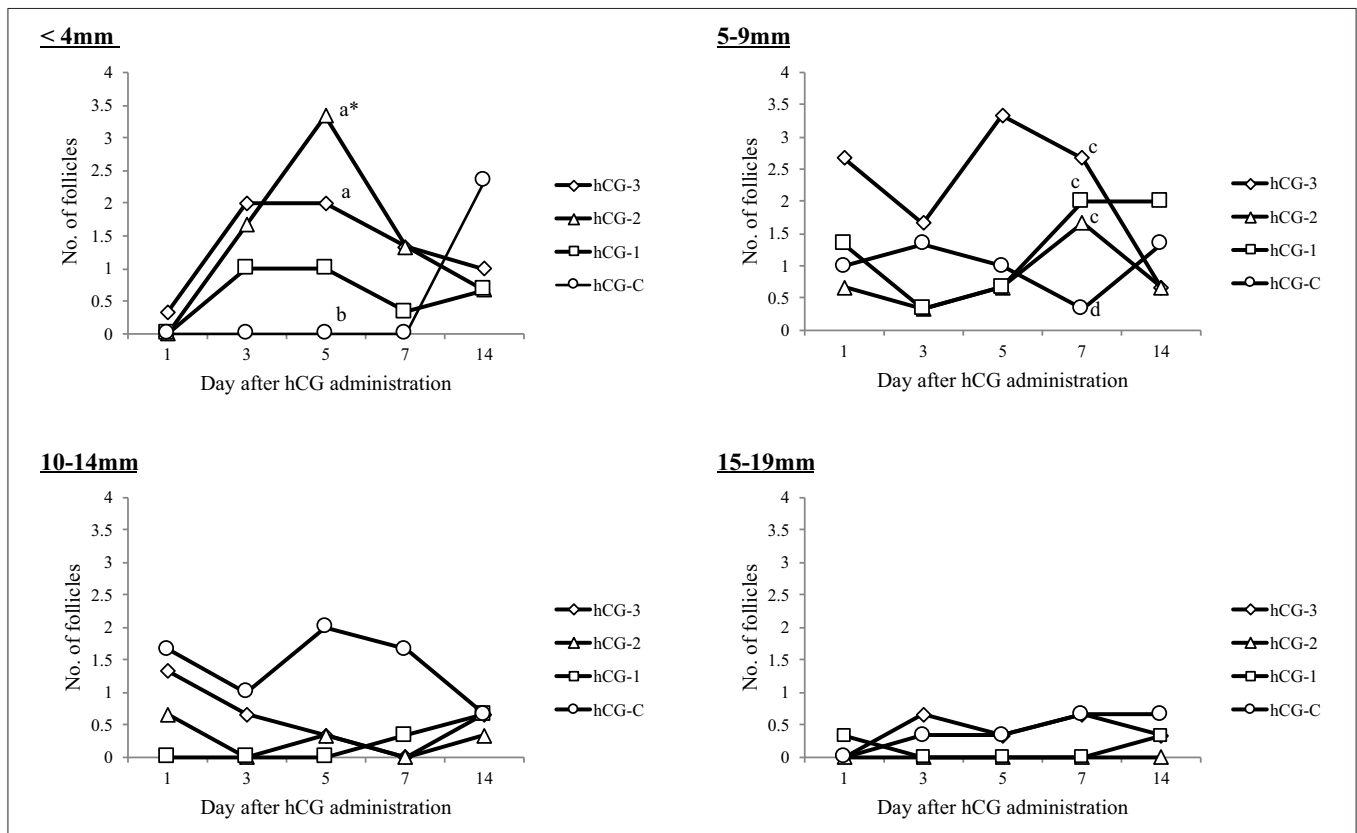 < 4mm
4
3.5
3
2.5
2
1.5
1
0.5
0
No. of follicles
a*
a
b
1 3 5 7 14
Day after hCG administration
hCG-3
hCG-2
hCG-1
hCG-C
5-9mm
4
3.5
3
2.5
2
1.5
1
0.5
0
No. of follicles
c
c
c
d
1 3 5 7 14
Day after hCG administration
hCG-3
hCG-2
hCG-1
hCG-C
10-14mm
4
3.5
3
2.5
2
1.5
1
0.5
0
No. of follicles
1 3 5 7 14
Day after hCG administration
hCG-3
hCG-2
hCG-1
hCG-C
15-19mm
4
3.5
3
2.5
2
1.5
1
0.5
0
No. of follicles
1 3 5 7 14
Day after hCG administration
hCG-3
hCG-2
hCG-1
hCG-C